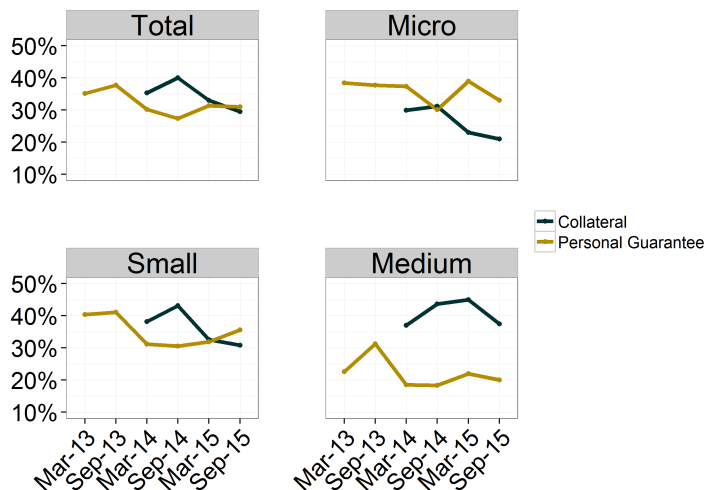 Total
Micro
50%
40%
30%
20%
10%
Collateral
Personal Guarantee
Small
Medium
50%
40%
30%
20%
10%
Mar-13
Sep-13
Mar-14
Sep-14
Mar-15
Sep-15
Mar-13
Sep-13
Mar-14
Sep-14
Mar-15
Sep-15